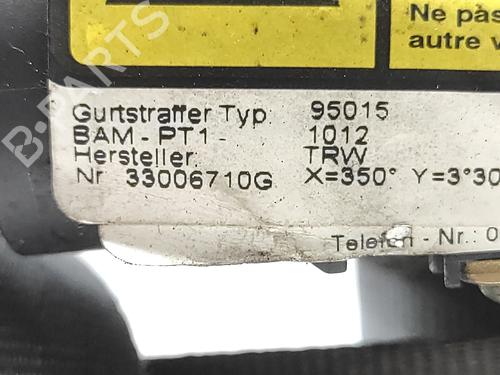 Ne pas
autre v
Gurtstraffer Typ: 95015
BAM - PT1 - 1012
Hersteller: TRW
Nr 33006710G X=350° Y=3°30
Telefon - Nr.: 0